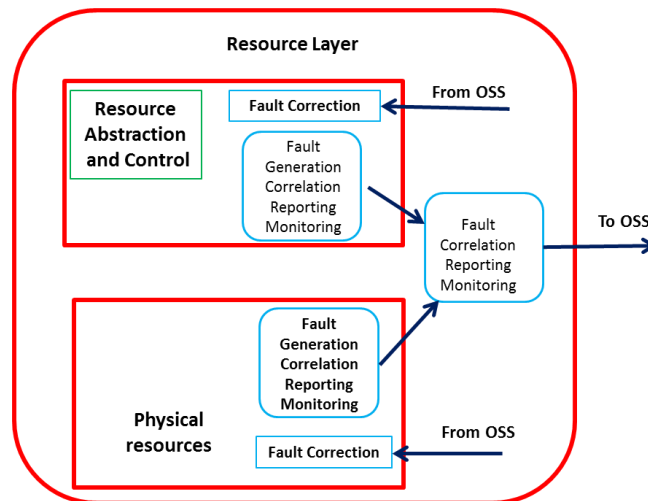 Resource Layer
Resource
Abstraction
and Control
Fault Correction
From OSS
Fault
Generation
Correlation
Reporting
Monitoring
Fault
Correlation
Reporting
Monitoring
To OSS
Fault
Generation
Correlation
Reporting
Monitoring
Physical
resources
Fault Correction
From OSS